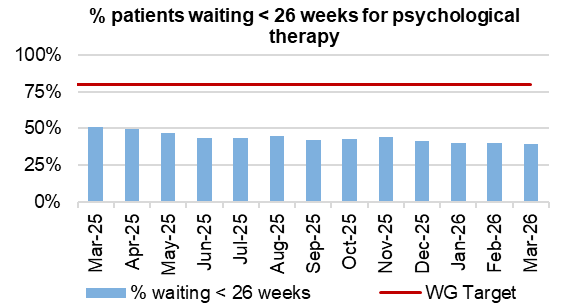 % patients waiting < 26 weeks for psychological
therapy
100%
75%
50%
25%
0%
Mar-25
Apr-25
May-25
Jun-25
Jul-25
Aug-25
Sep-25
Oct-25
Nov-25
Dec-25
Jan-26
Feb-26
Mar-26
% waiting < 26 weeks
WG Target